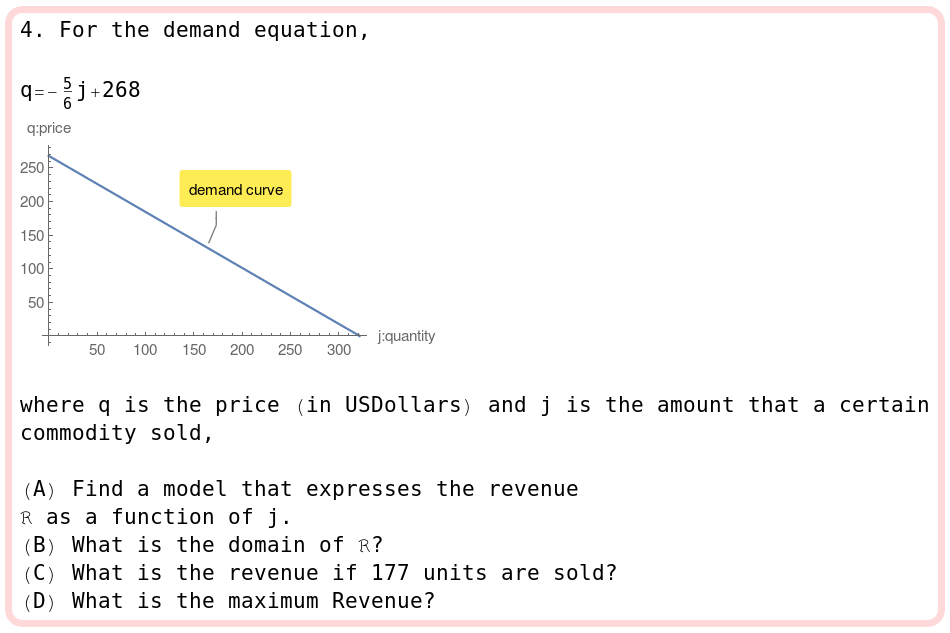 4. For the demand equation,
q=-5/6 j+268
q:price
250
200
150
100
50
demand curve
50 100 150 200 250 300
j:quantity
where q is the price (in USDollars) and j is the amount that a certain
commodity sold,
(A) Find a model that expresses the revenue
ℛ as a function of j.
(B) What is the domain of ℛ?
(C) What is the revenue if 177 units are sold?
(D) What is the maximum Revenue?